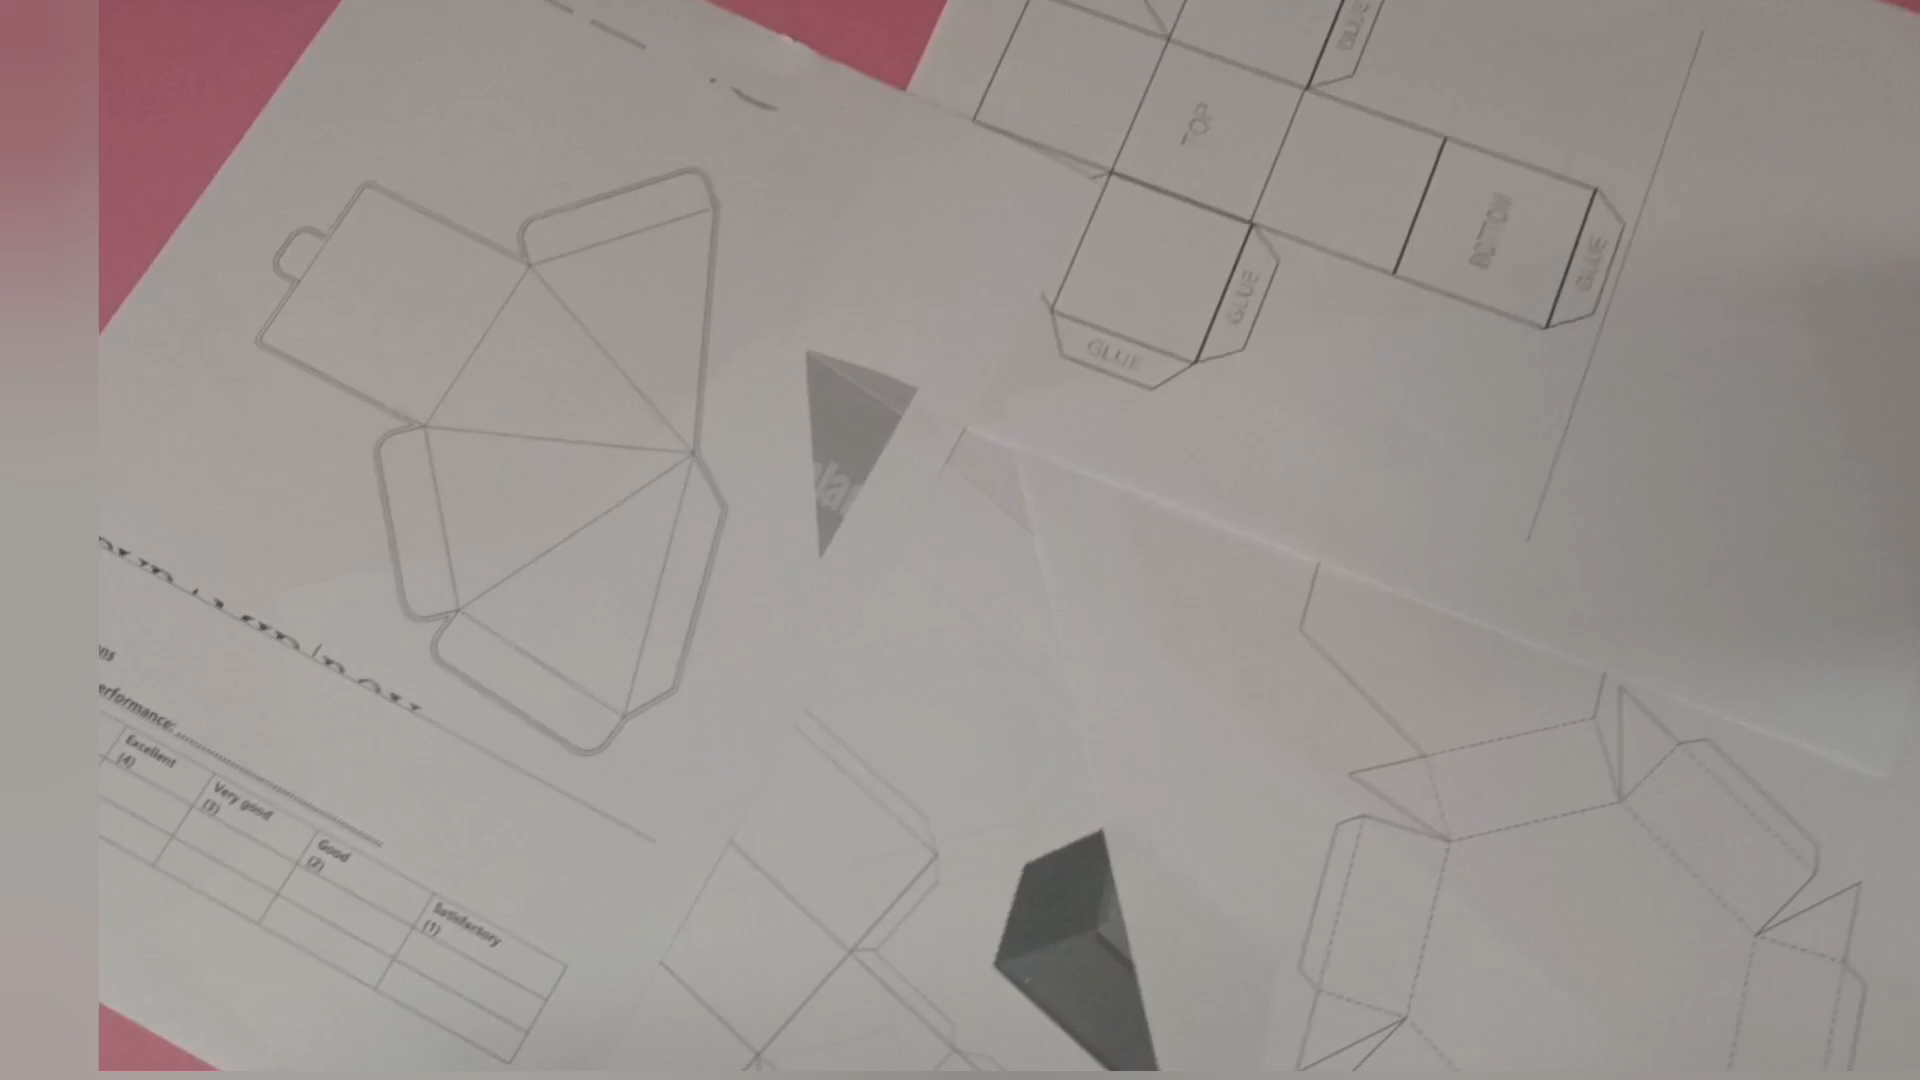 GLUE
TOP
BOTTOM
GLUE
GLUE
GLUE
erformance:
Excellent
(4)
Very good
(3)
Good
(2)
Satisfactory
(1)